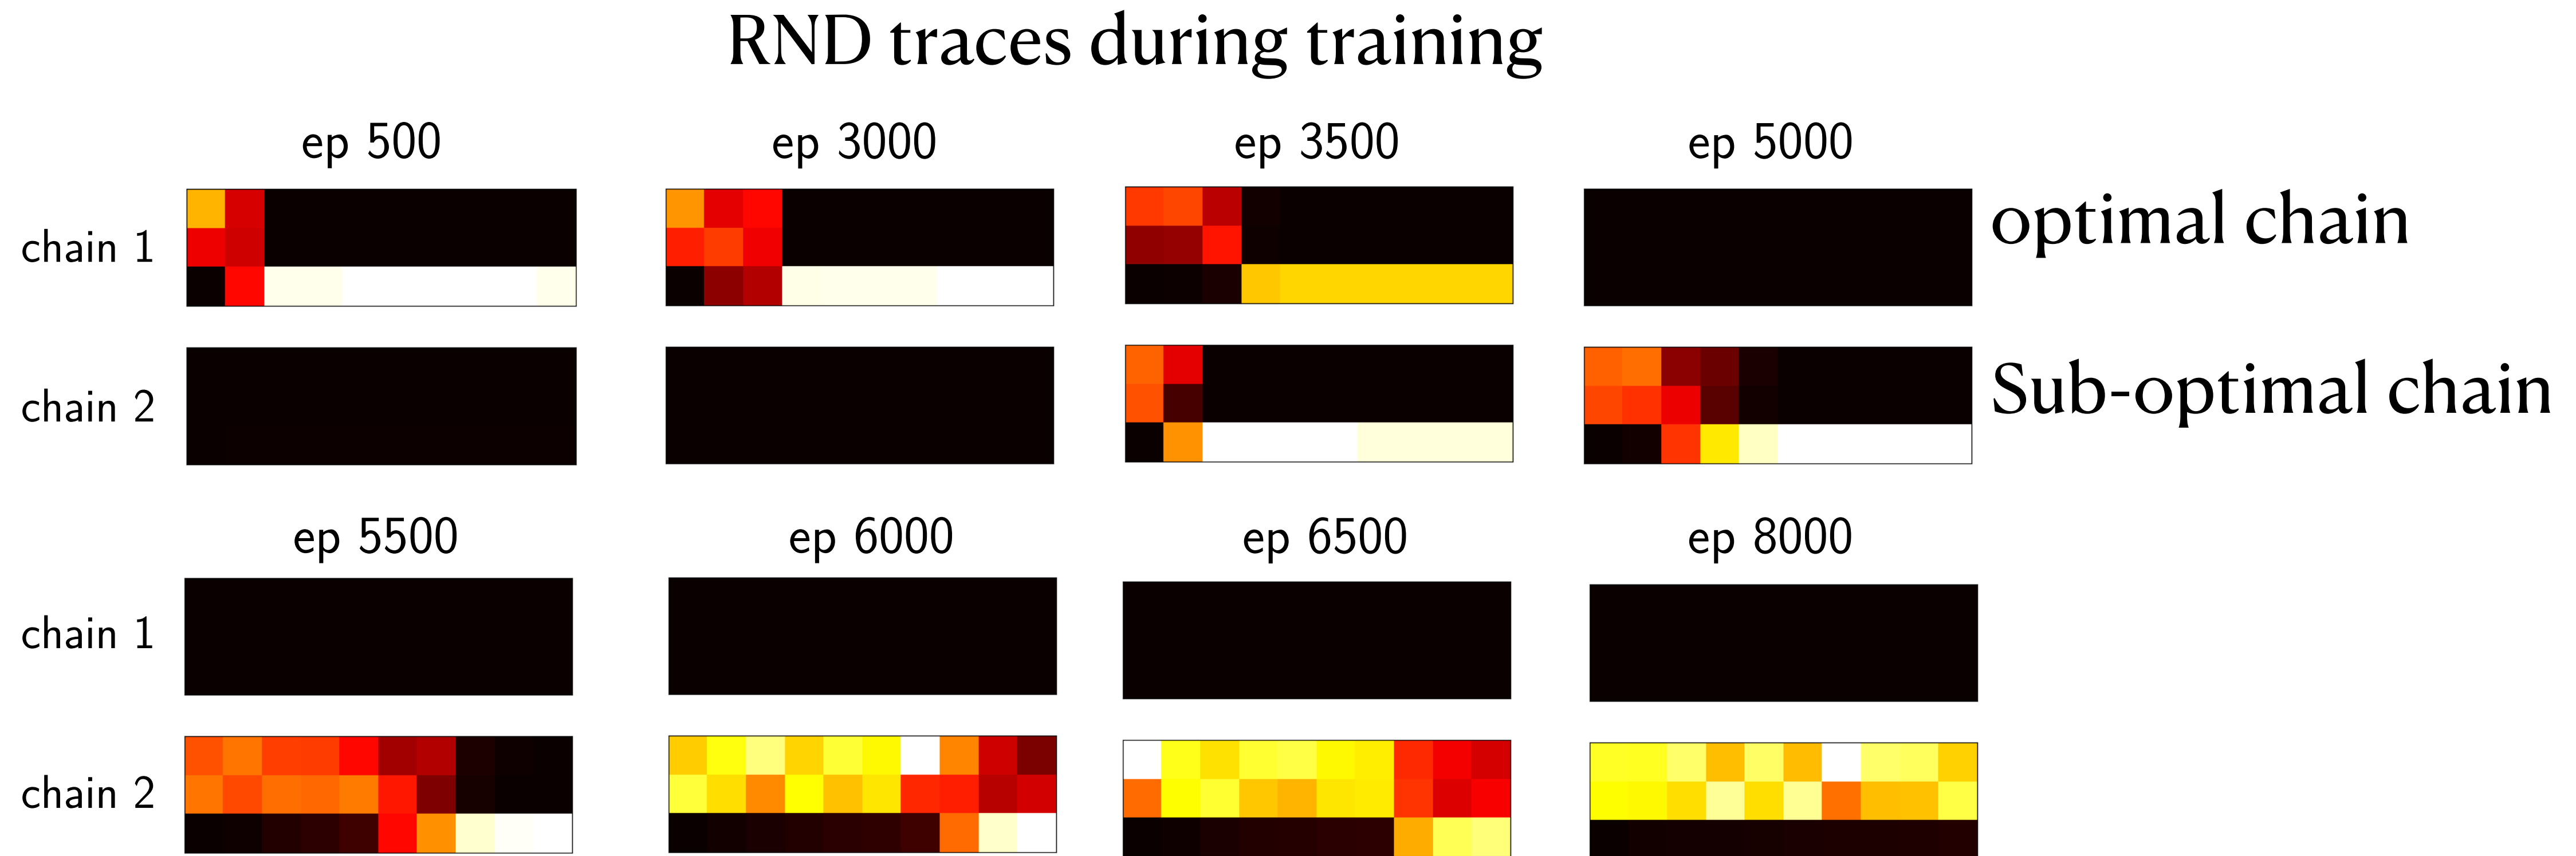 RND traces during training
ep 500 ep 3000 ep 3500 ep 5000
chain 1 optimal chain
chain 2 Sub-optimal chain
ep 5500 ep 6000 ep 6500 ep 8000
chain 1
chain 2